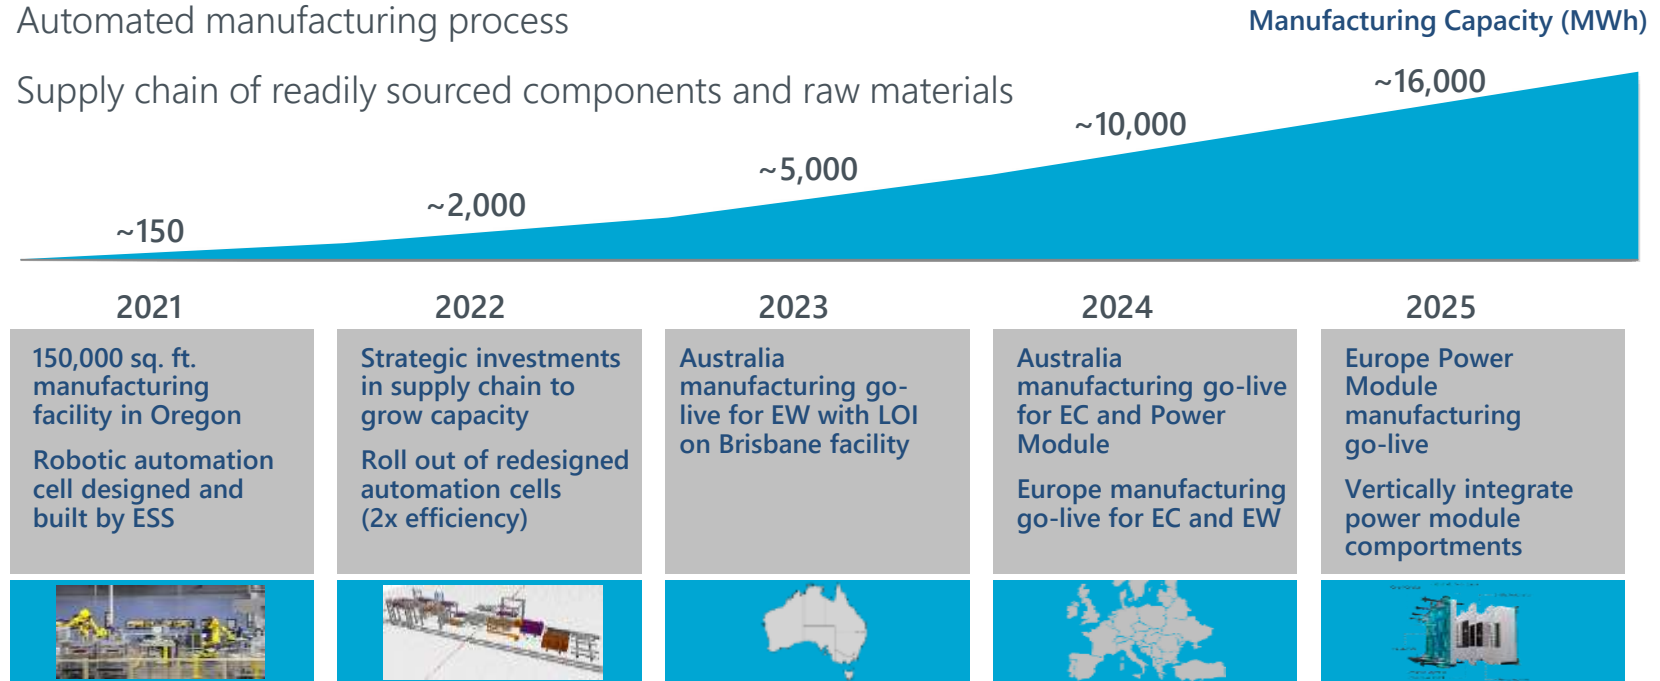 Automated manufacturing process
Manufacturing Capacity (MWh)
Supply chain of readily sourced components and raw materials
~150
~2,000
~5,000
~10,000
~16,000
2021
2022
2023
2024
2025
150,000 sq. ft.
manufacturing
facility in Oregon
Robotic automation
cell designed and
built by ESS
Strategic investments
in supply chain to
grow capacity
Roll out of redesigned
automation cells
(2x efficiency)
Australia
manufacturing go-
live for EW with LOI
on Brisbane facility
Australia
manufacturing go-live
for EC and Power
Module
Europe manufacturing
go-live for EC and EW
Europe Power
Module
manufacturing
go-live
Vertically integrate
power module
comportments